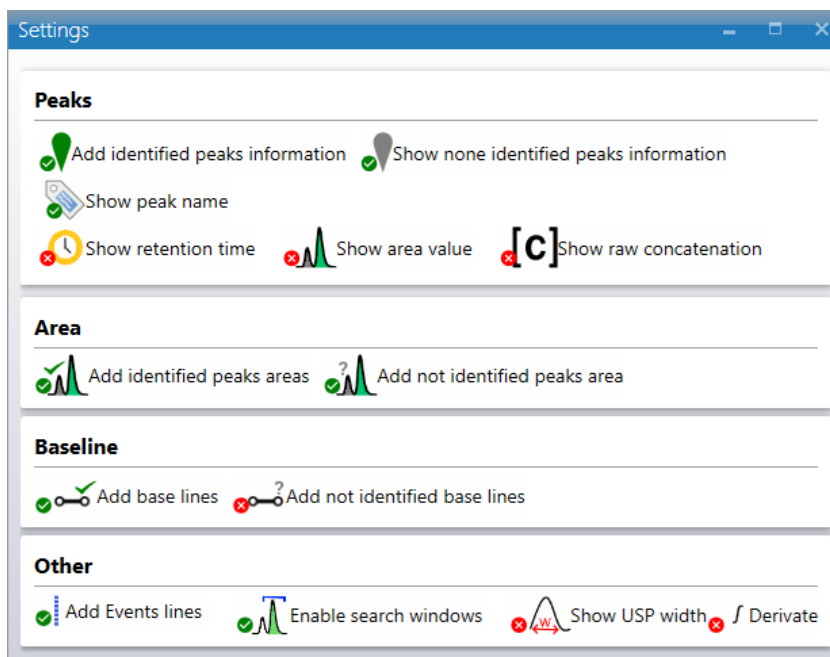 Settings
Peaks
Add identified peaks information Show none identified peaks information
Show peak name
Show retention time Show area value [C] Show raw concatenation
Area
Add identified peaks areas ? Add not identified peaks area
Baseline
Add base lines ? Add not identified base lines
Other
Add Events lines Enable search windows W Show USP width ∫ Derivate